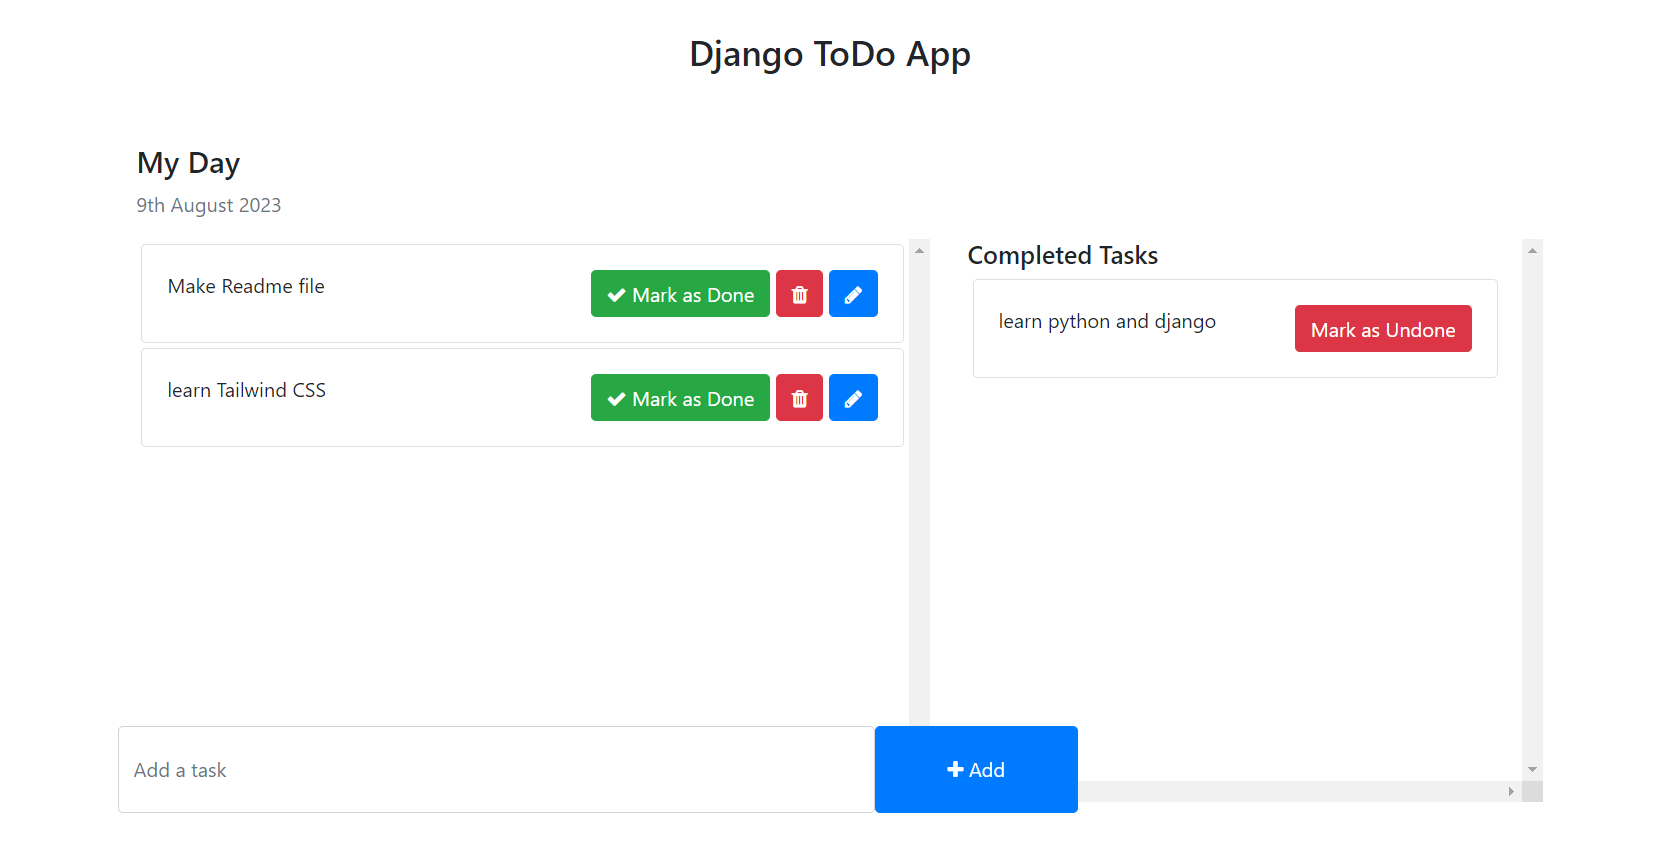 Django ToDo App
My Day
9th August 2023
Make Readme file
Mark as Done
learn Tailwind CSS
Mark as Done
Completed Tasks
learn python and django
Mark as Undone
Add a task
Add